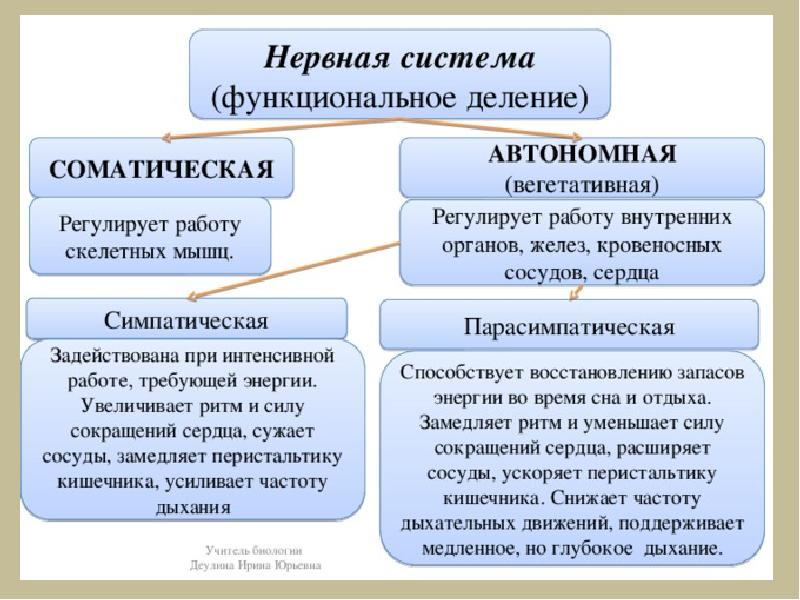 Нервная система
(функциональное деление)
СОМАТИЧЕСКАЯ
Регулирует работу
скелетных мышц.
АВТОНОМНАЯ
(вегетативная)
Регулирует работу внутренних
органов, желез, кровеносных
сосудов, сердца
Симпатическая
Задействована при интенсивной
работе, требующей энергии.
Увеличивает ритм и силу
сокращений сердца, сужает
сосуды, замедляет перистальтику
кишечника, усиливает частоту
дыхания
Парасимпатическая
Способствует восстановлению запасов
энергии во время сна и отдыха.
Замедляет ритм и уменьшает силу
сокращений сердца, расширяет
сосуды, ускоряет перистальтику
кишечника. Снижает частоту
дыхательных движений, поддерживает
медленное, но глубокое дыхание.
Учитель биологии
Деулина Ирина Юрьевна